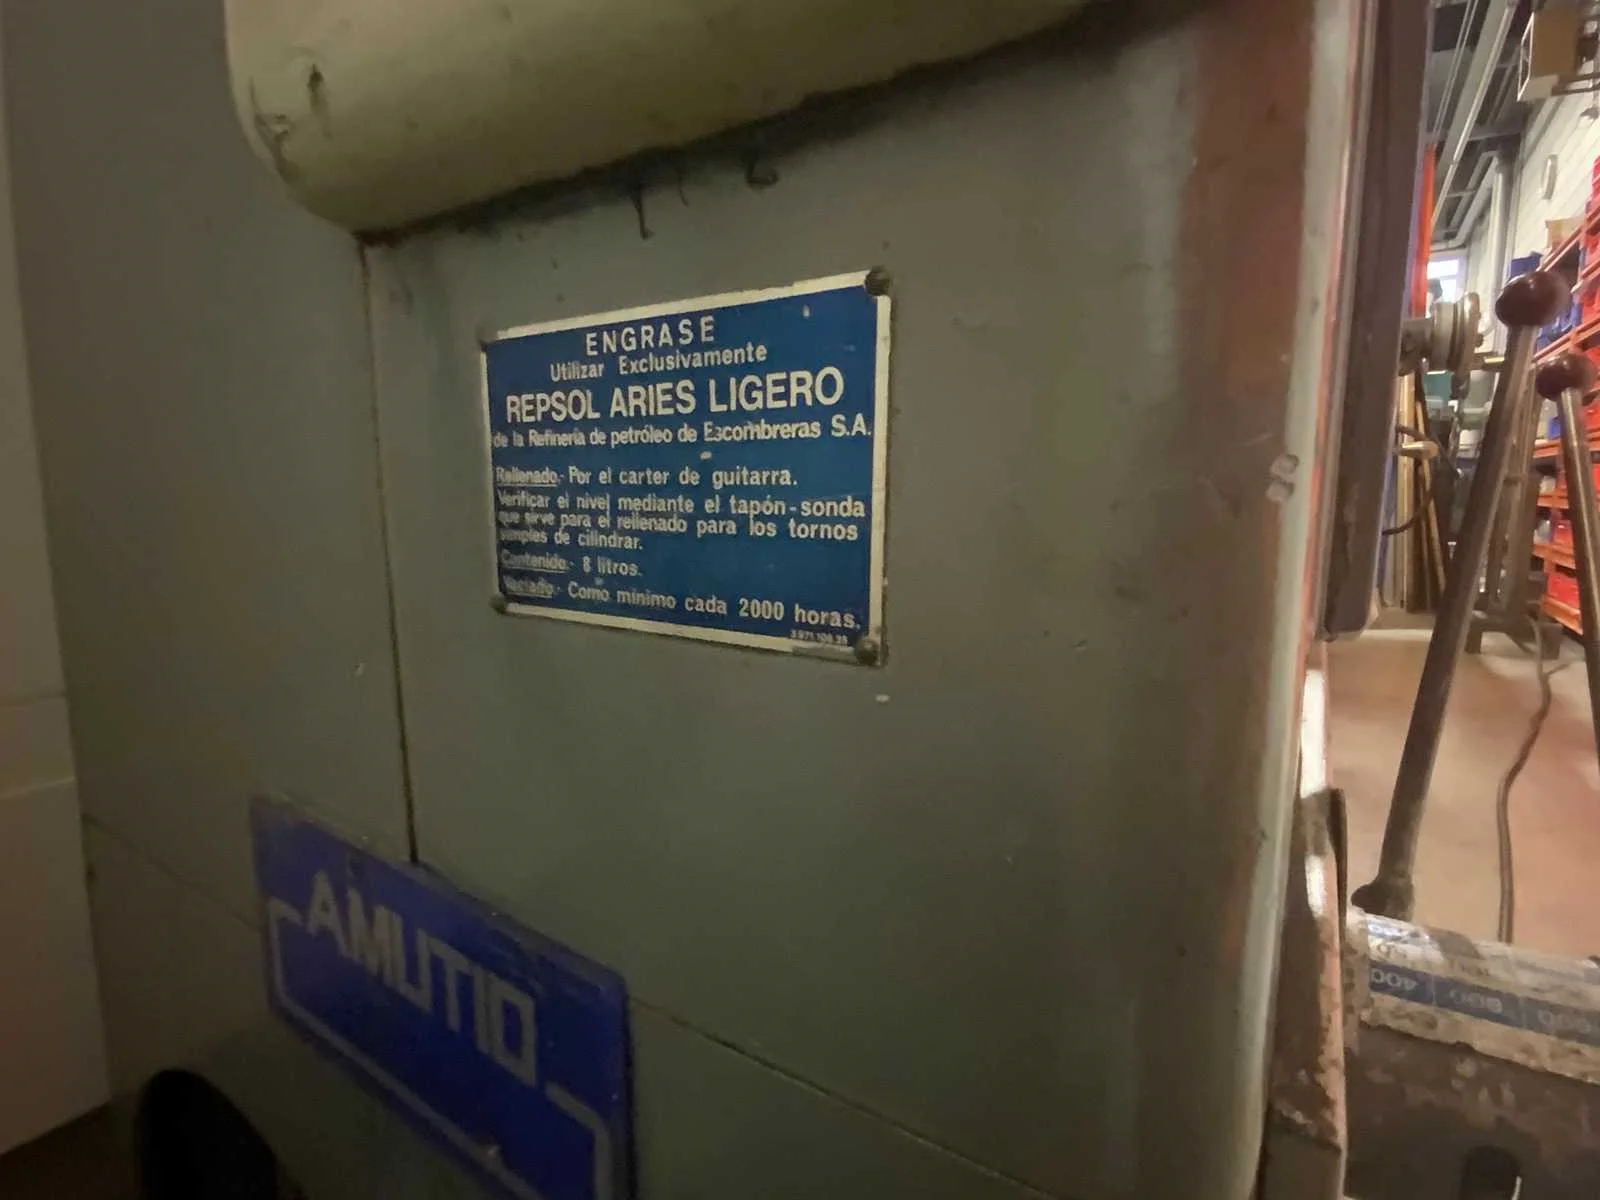 ENGRASE
Utilizar Exclusivamente
REPSOL ARIES LIGERO
de la Refinería de petróleo de Escombreras S.A.
Rellenado.- Por el carter de guitarra.
Verificar el nivel mediante el tapón-sonda
que sirve para el rellenado para los tornos
simples de cilindrar.
Contenido.- 8 litros.
Vaciado.- Como mínimo cada 2000 horas.
AMUTIO
400